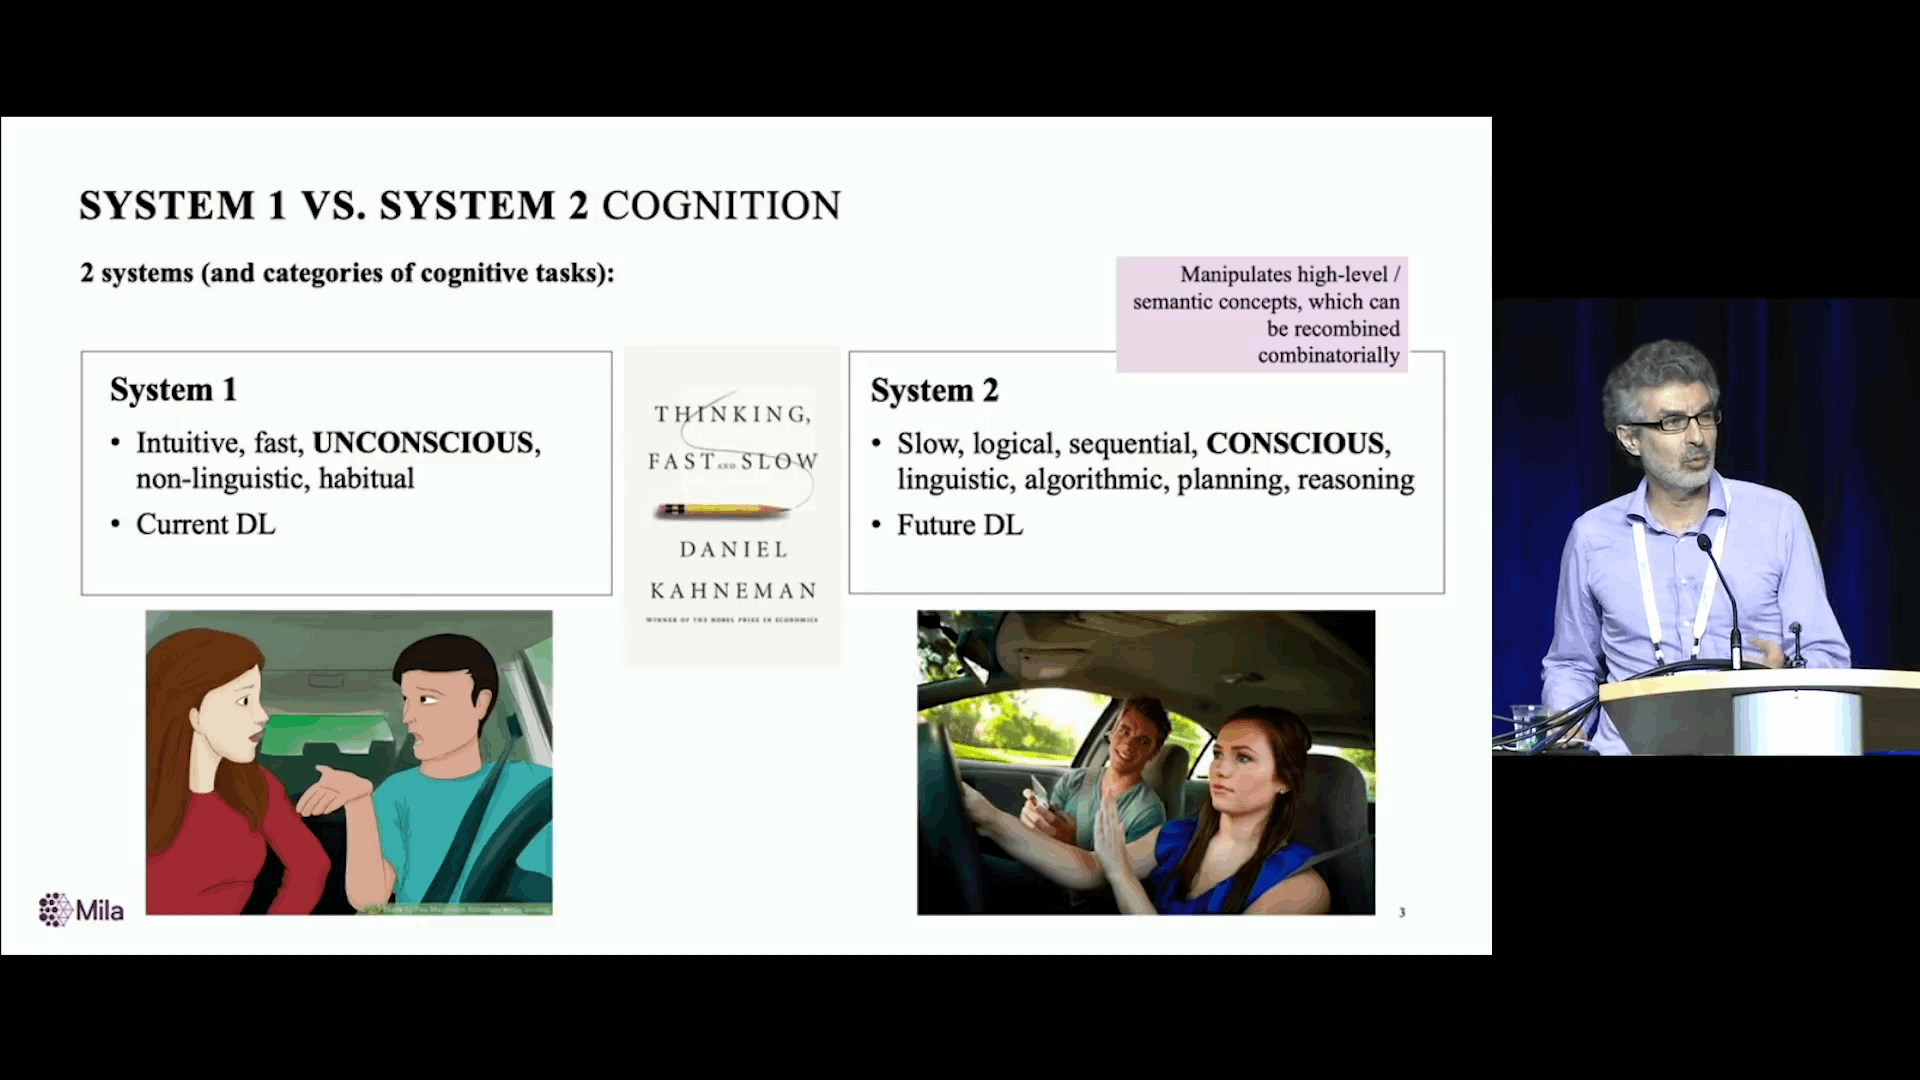 SYSTEM 1 VS. SYSTEM 2 COGNITION
2 systems (and categories of cognitive tasks):
Manipulates high-level /
semantic concepts, which can
be recombined
combinatorially
System 1
• Intuitive, fast, UNCONSCIOUS,
non-linguistic, habitual
• Current DL
THINKING,
FAST AND SLOW
DANIEL
KAHNEMAN
WINNER OF THE NOBEL PRIZE IN ECONOMICS
System 2
• Slow, logical, sequential, CONSCIOUS,
linguistic, algorithmic, planning, reasoning
• Future DL
Mila
3